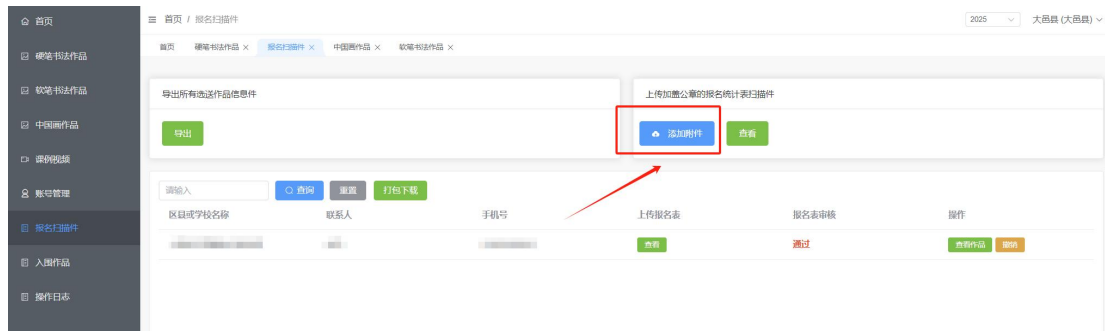 首页
硬笔书法作品
软笔书法作品
中国画作品
课例视频
账号管理
报名扫描件
入围作品
操作日志
首页 / 报名扫描件
2025
大邑县 (大邑县)
首页 硬笔书法作品 × 报名扫描件 × 中国画作品 × 软笔书法作品 ×
导出所有选送作品信息件
导出
上传加盖公章的报名统计表扫描件
添加附件 查看
请输入 查询 重置 打包下载
区县或学校名称 联系人 手机号 上传报名表 报名表审核 操作
查看 通过 查看作品 撤销